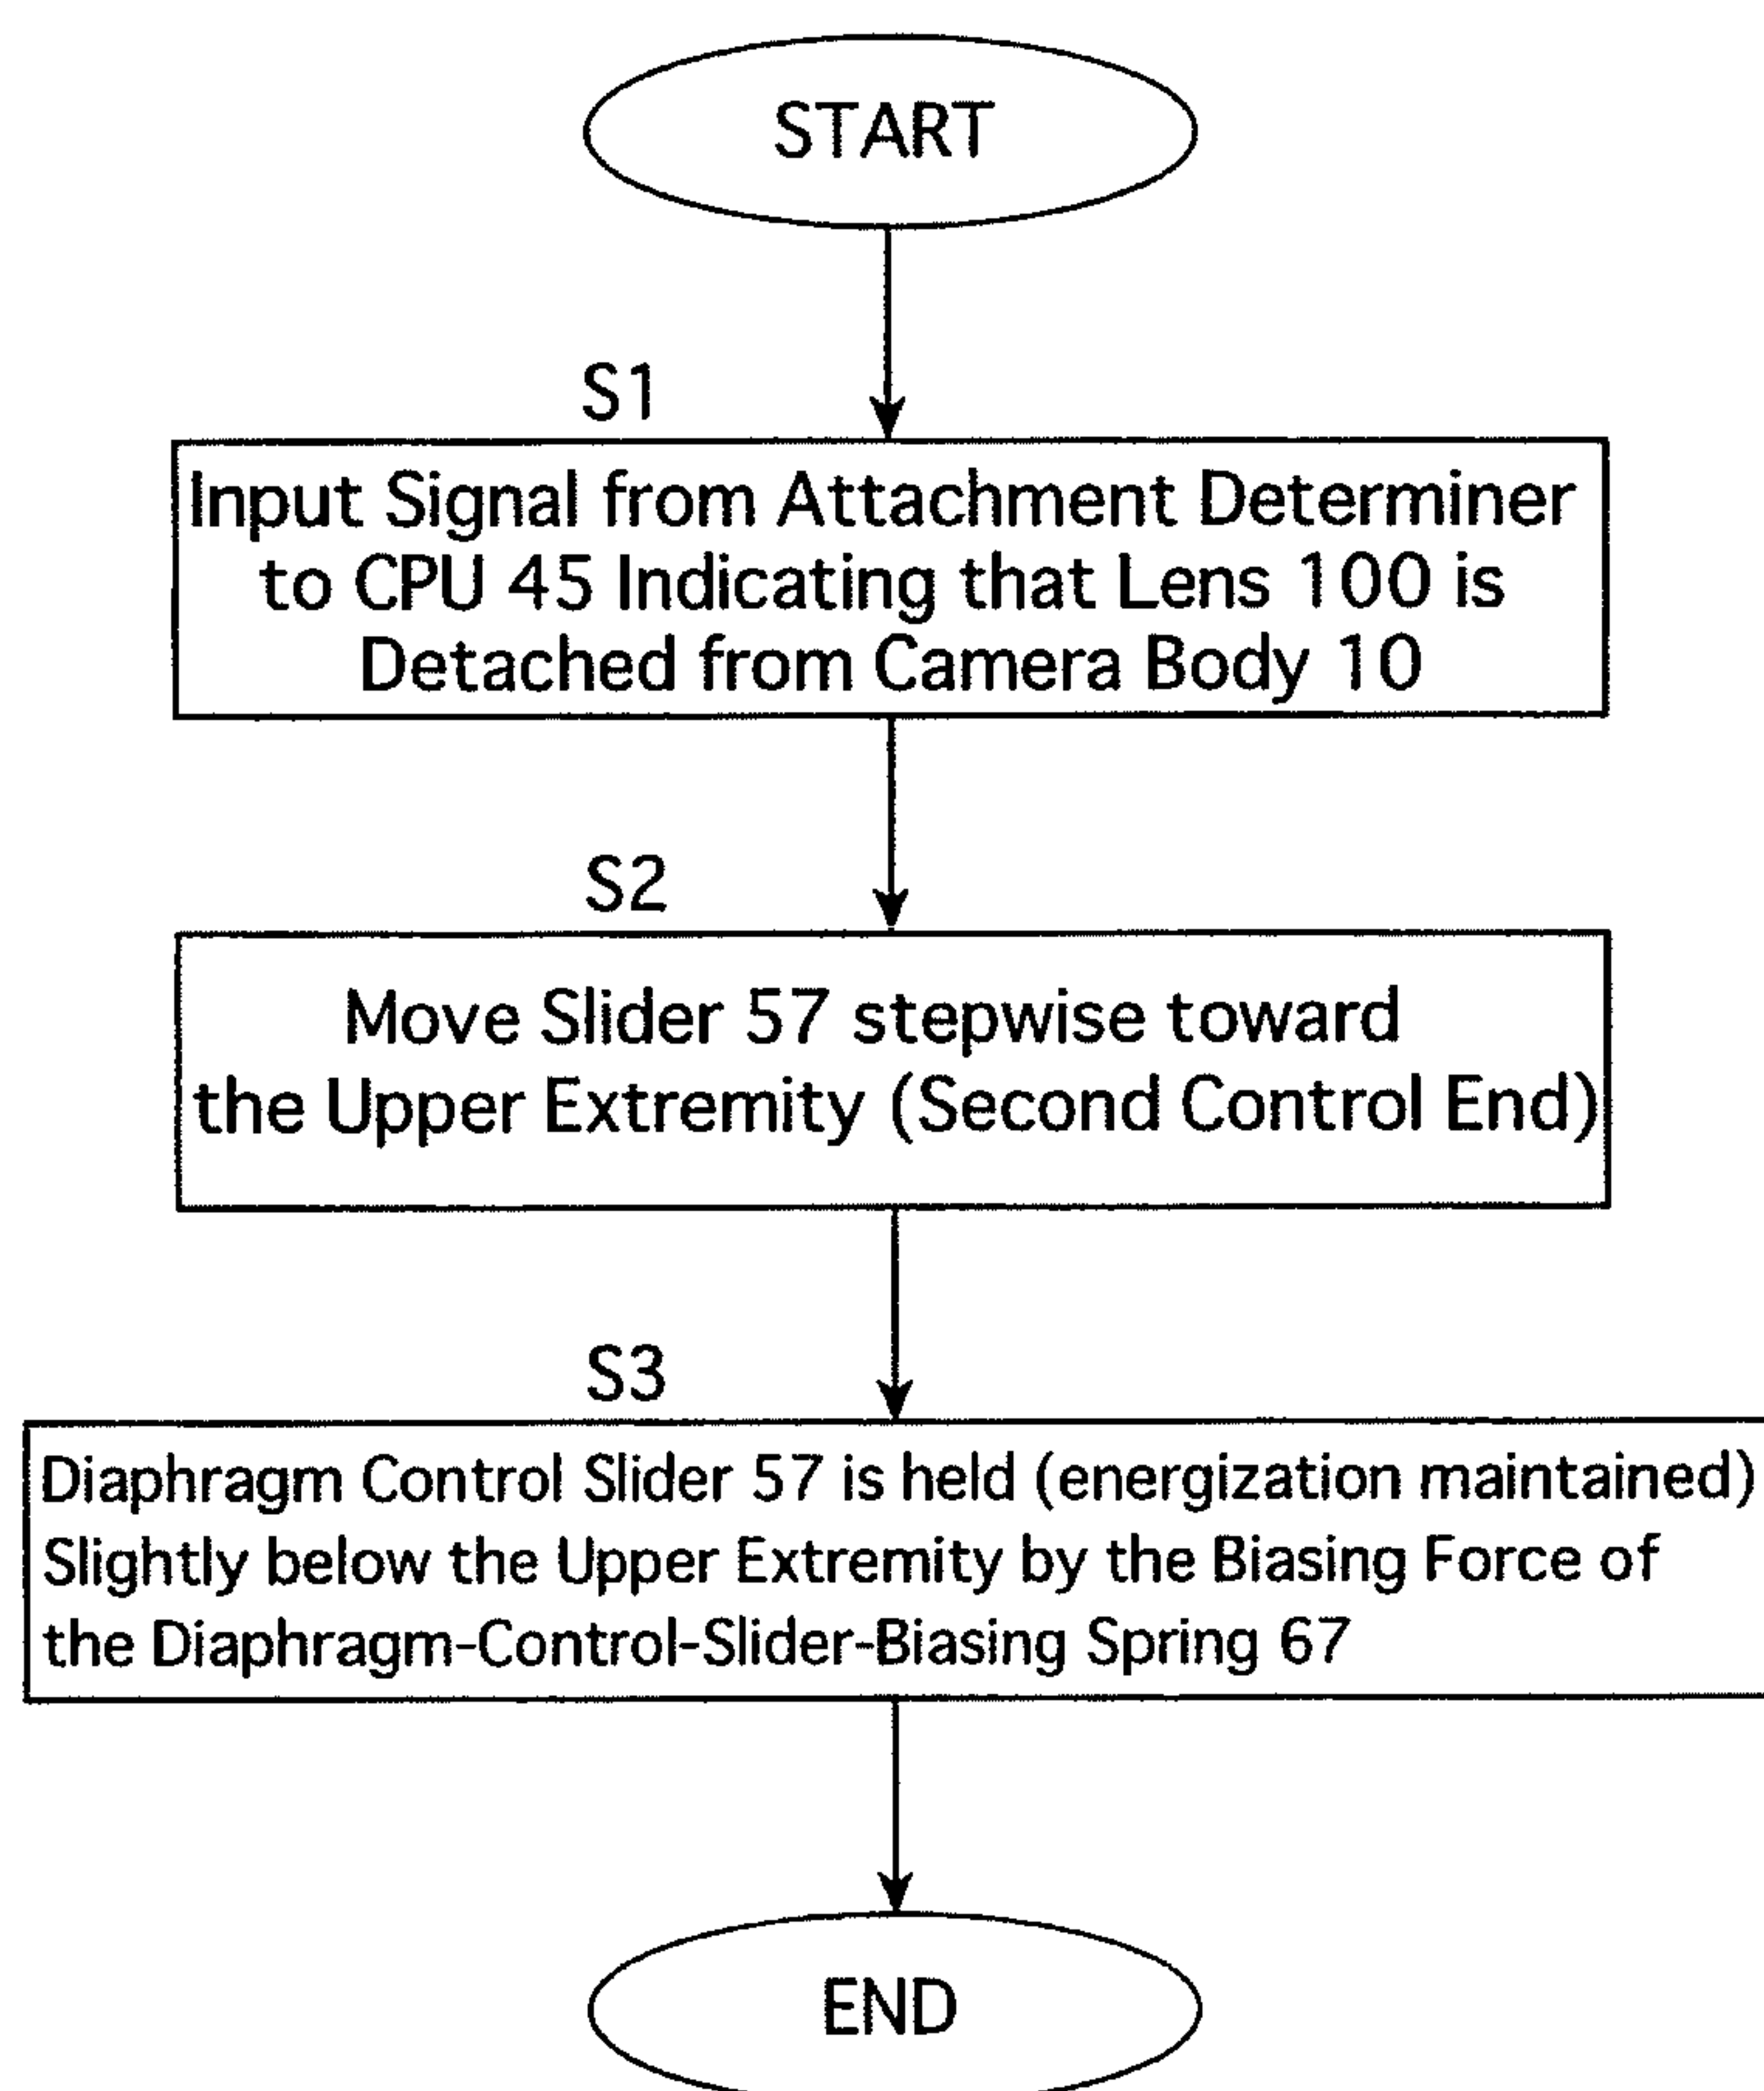 START
S1
Input Signal from Attachment Determiner
to CPU 45 Indicating that Lens 100 is
Detached from Camera Body 10
S2
Move Slider 57 stepwise toward
the Upper Extremity (Second Control End)
S3
Diaphragm Control Slider 57 is held (energization maintained)
Slightly below the Upper Extremity by the Biasing Force of
the Diaphragm-Control-Slider-Biasing Spring 67
END